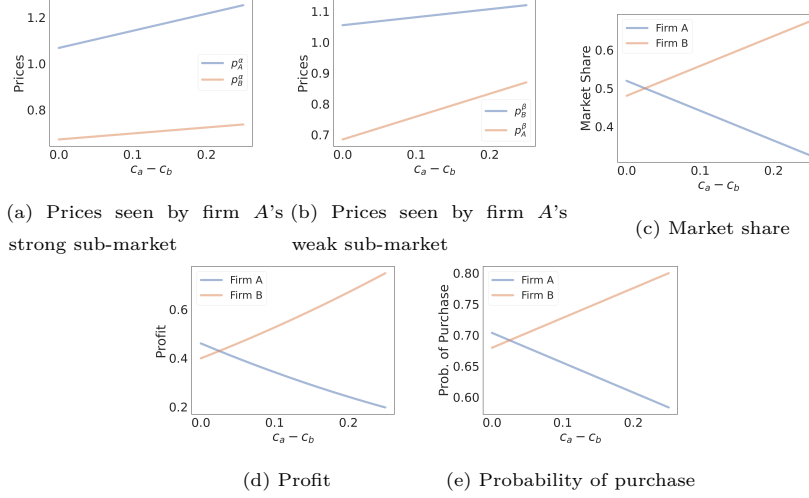 1.2
1.0
0.8
Prices
p_A^α
p_B^α
0.0 0.1 0.2
c_a − c_b
1.1
1.0
0.9
0.8
0.7
Prices
p_B^β
p_A^β
0.0 0.1 0.2
c_a − c_b
0.6
0.5
0.4
Market Share
Firm A
Firm B
0.0 0.1 0.2
c_a − c_b
(a) Prices seen by firm A's
strong sub-market
(b) Prices seen by firm A's
weak sub-market
(c) Market share
0.6
0.4
0.2
Profit
Firm A
Firm B
0.0 0.1 0.2
c_a − c_b
0.80
0.75
0.70
0.65
0.60
Prob. of Purchase
Firm A
Firm B
0.0 0.1 0.2
c_a − c_b
(d) Profit
(e) Probability of purchase